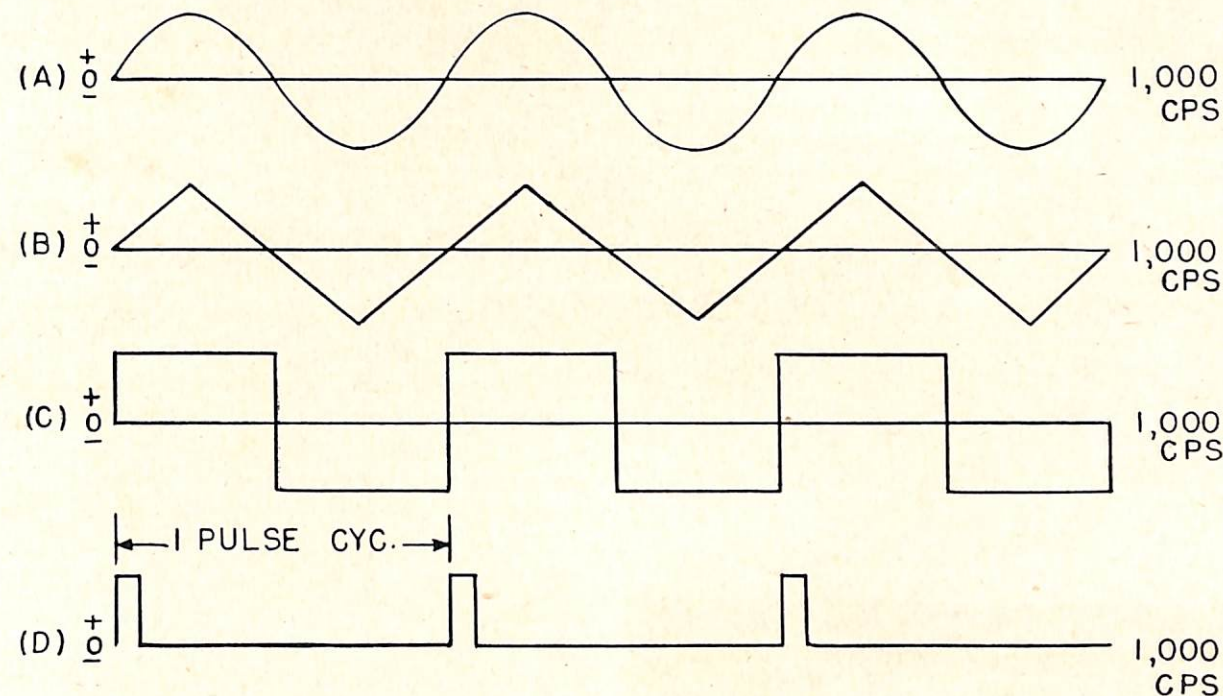 (A) + 0 −
1,000
CPS
(B) + 0 −
1,000
CPS
(C) + 0 −
1,000
CPS
1 PULSE CYC.
(D) + 0 −
1,000
CPS